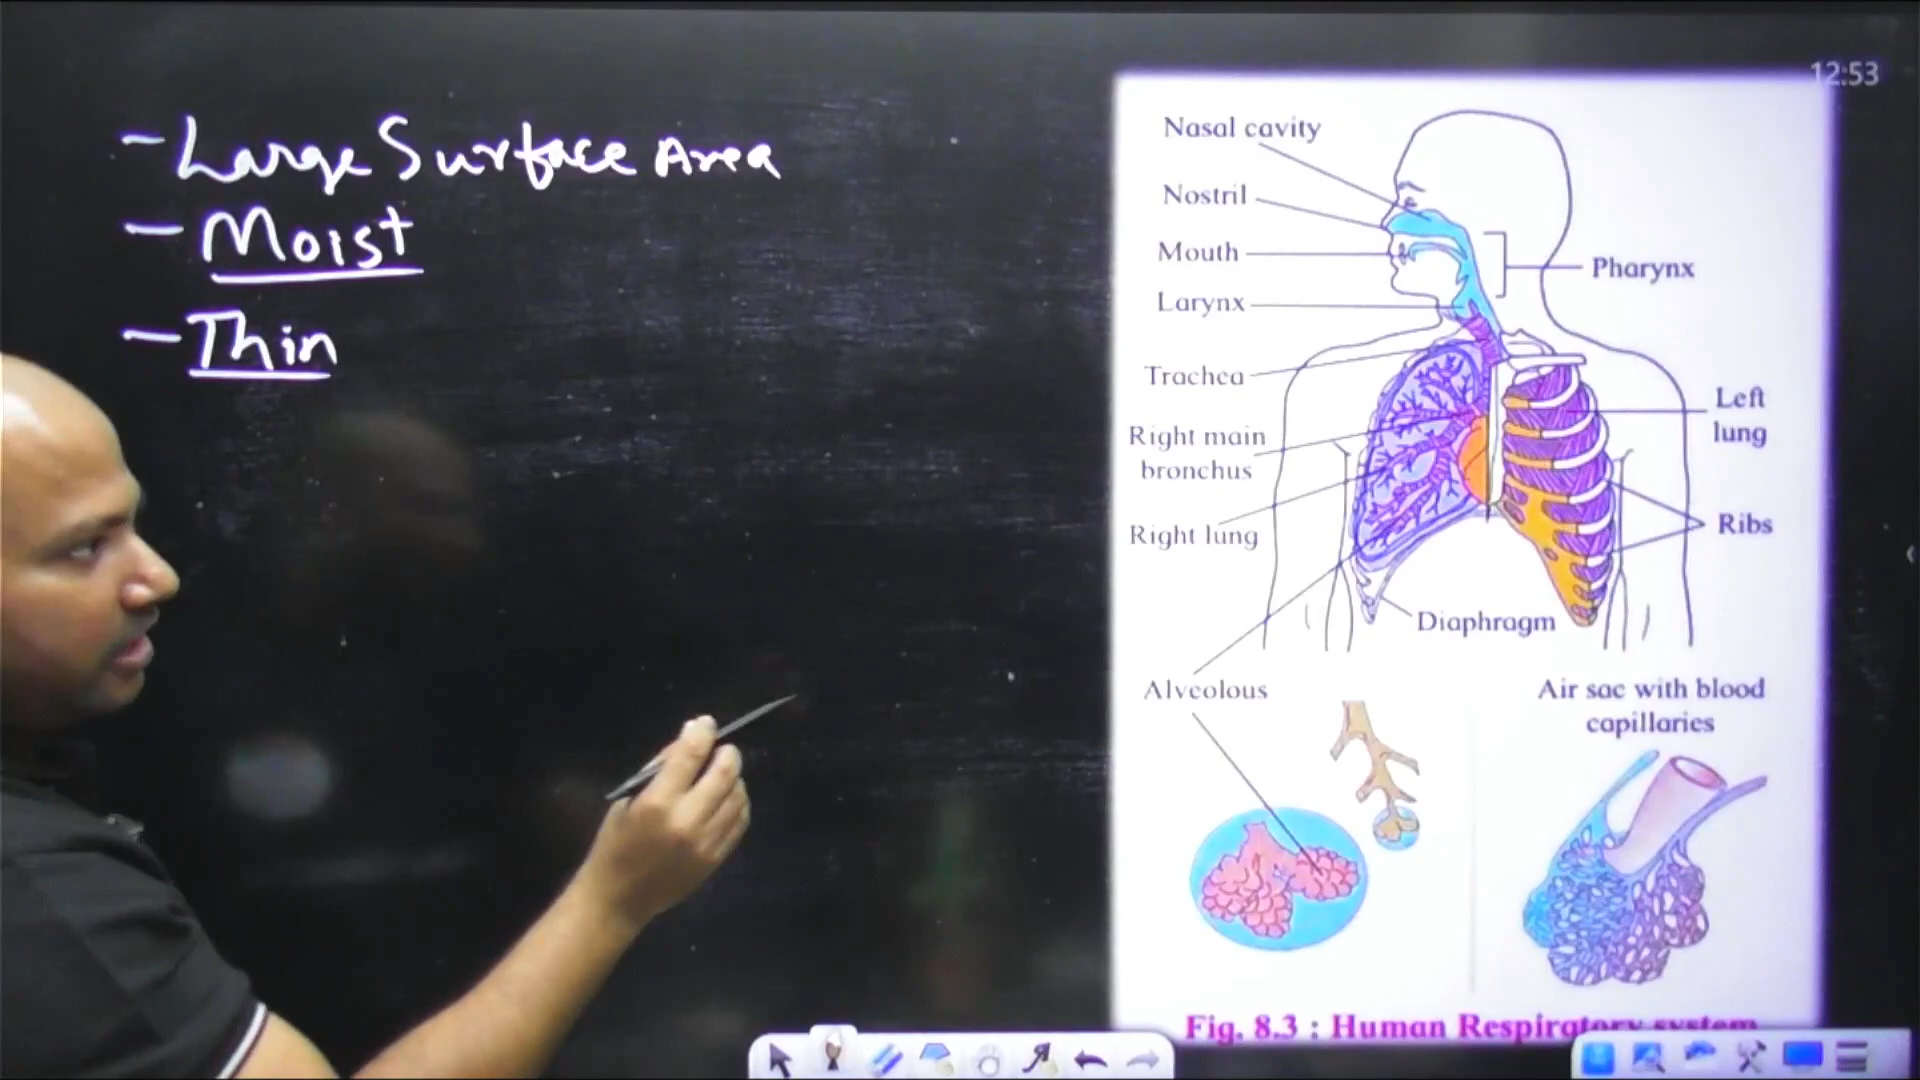 - Large Surface Area
- Moist
- Thin
12:53
Nasal cavity
Nostril
Mouth
Larynx
Pharynx
Trachea
Right main
bronchus
Right lung
Left
lung
Ribs
Diaphragm
Alveolous
Air sac with blood
capillaries
Fig. 8.3 : Human Respiratory system